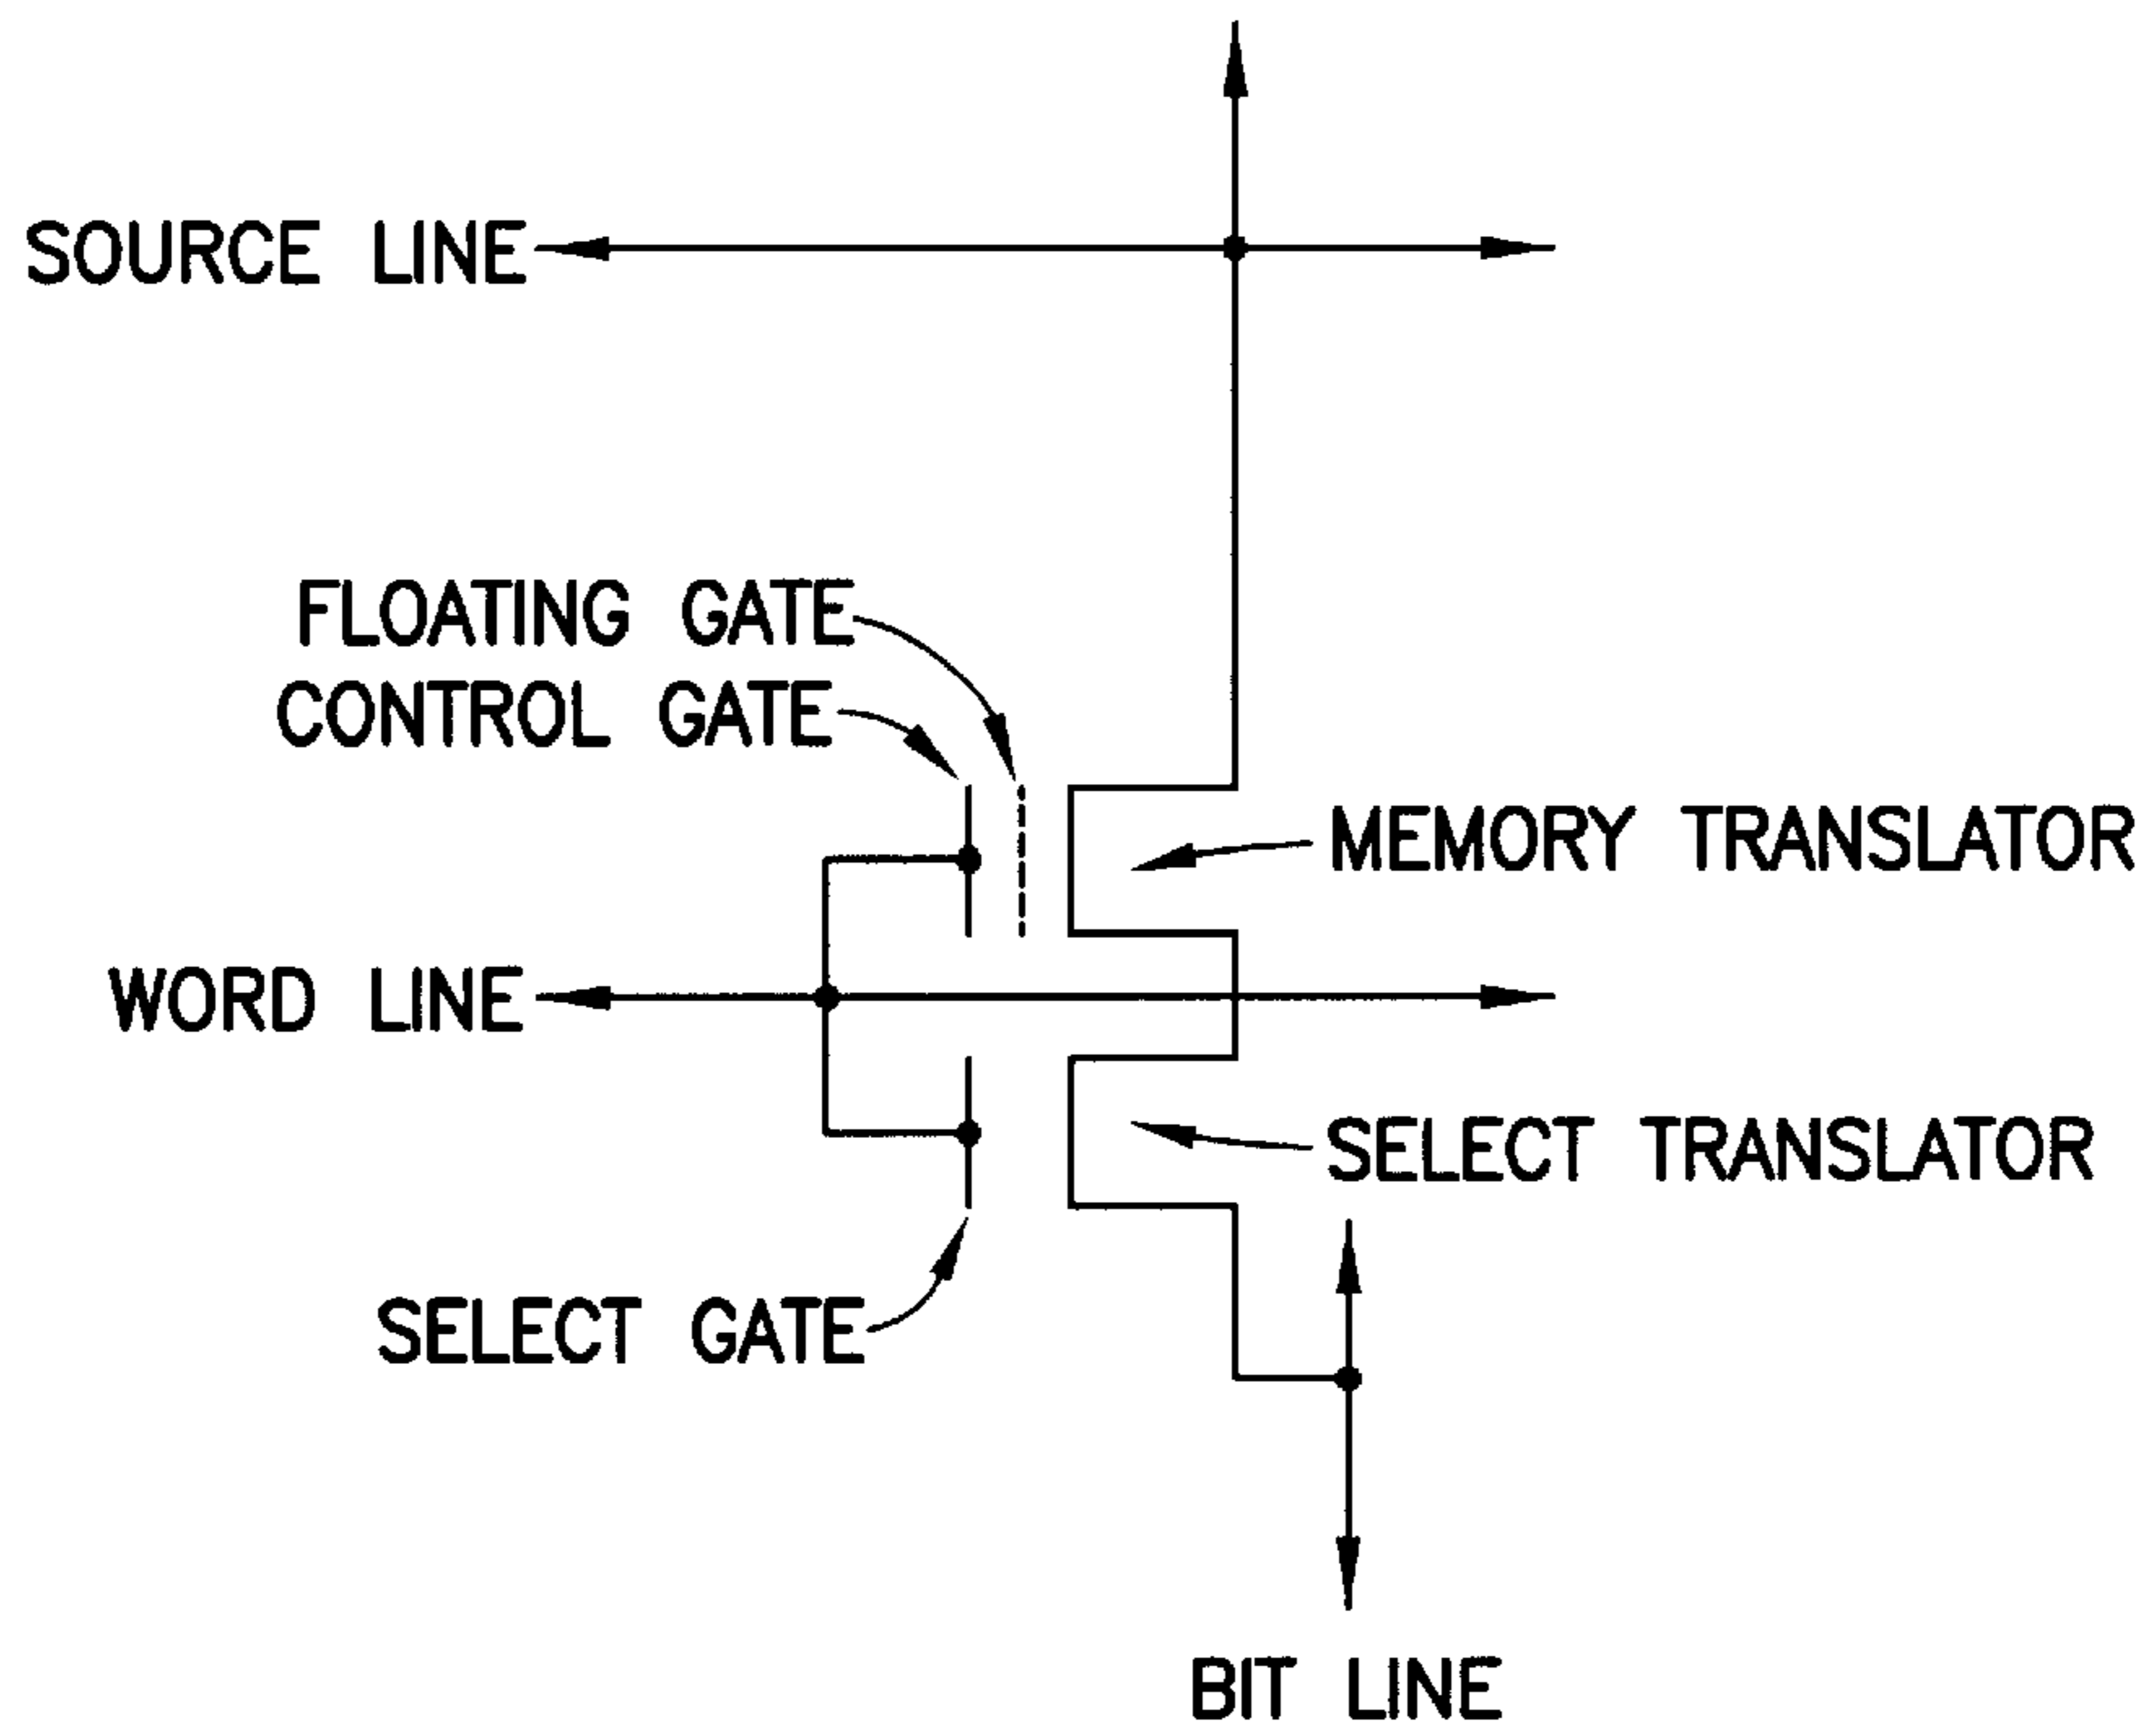 SOURCE LINE
FLOATING GATE
CONTROL GATE
MEMORY TRANSLATOR
WORD LINE
SELECT TRANSLATOR
SELECT GATE
BIT LINE